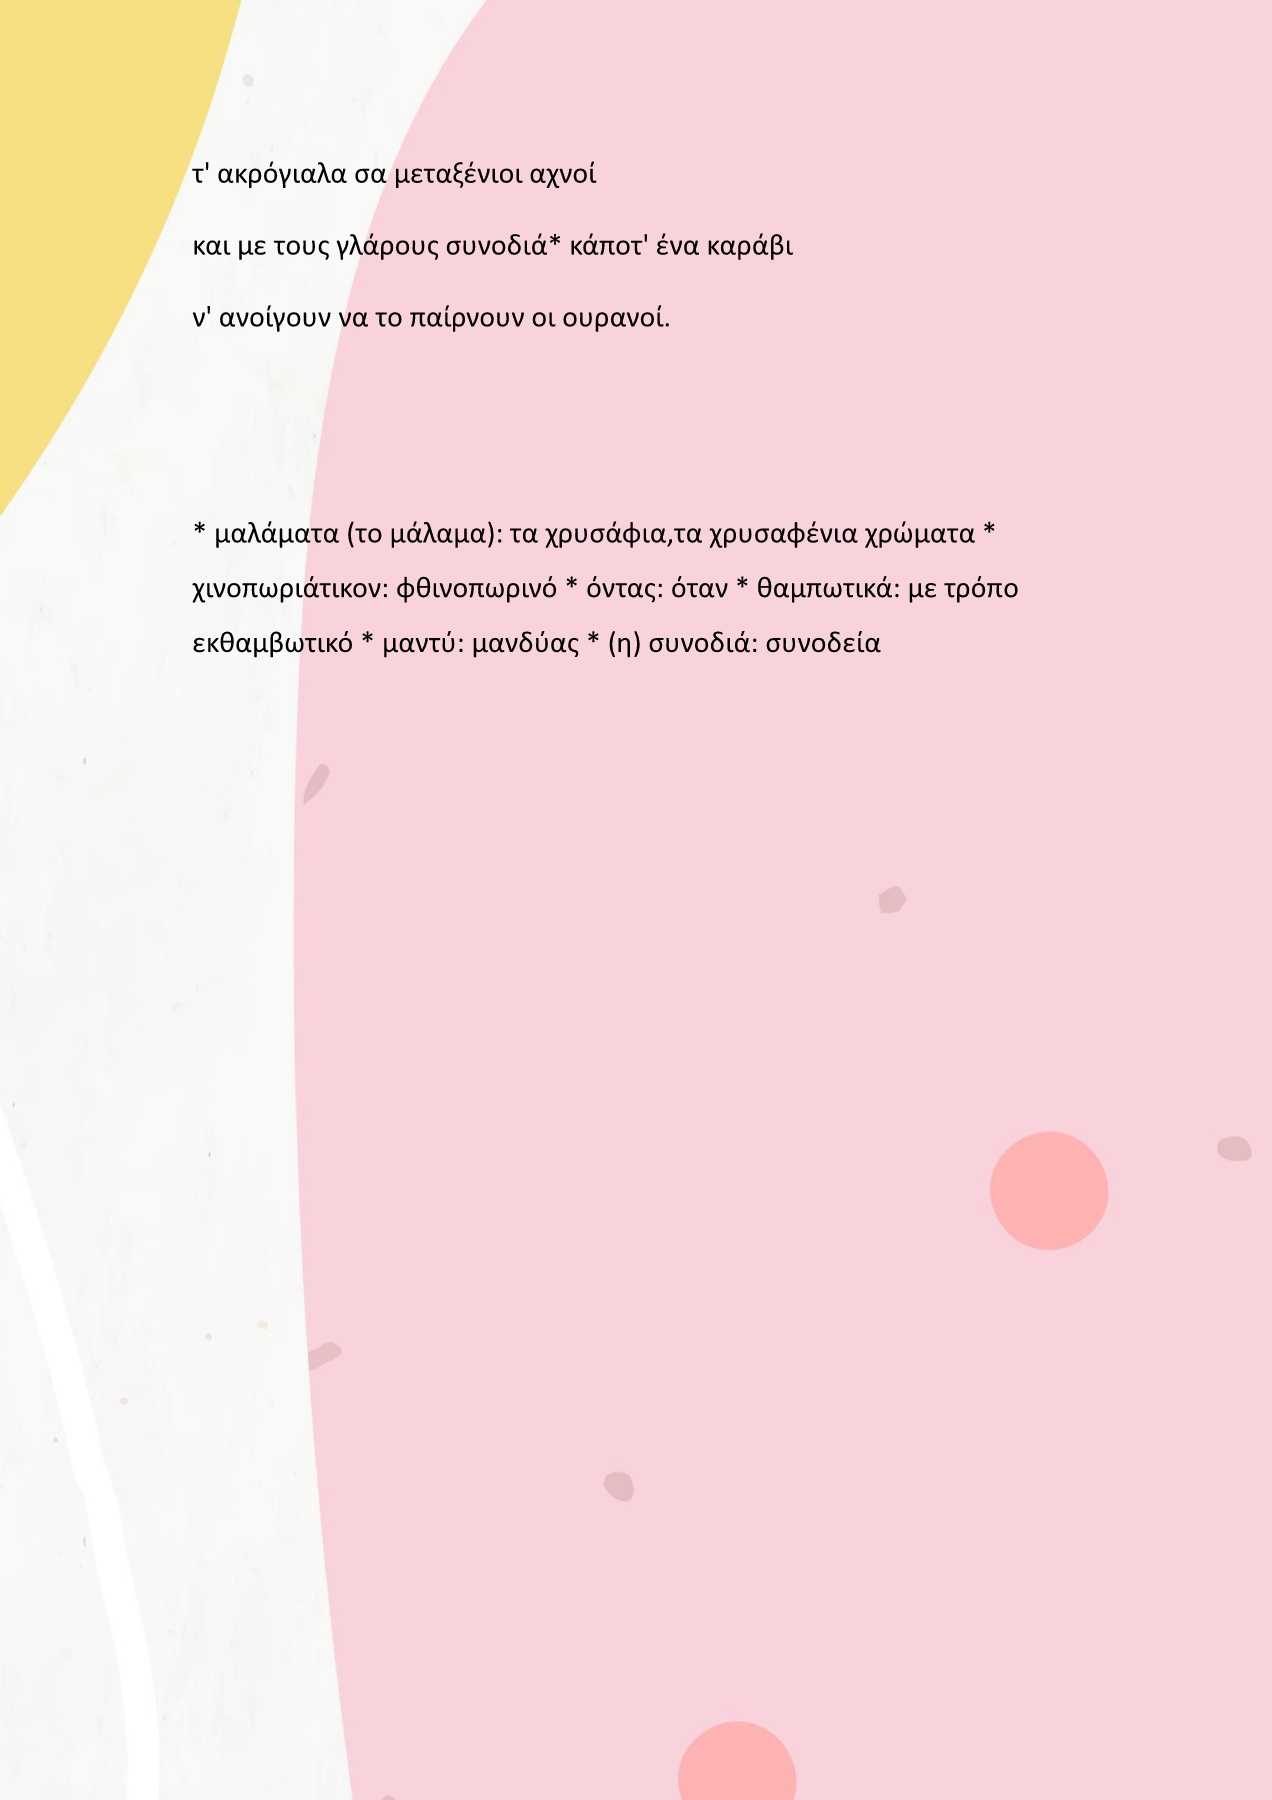 τ' ακρόγιαλα σα μεταξένιοι αχνοί
και με τους γλάρους συνοδιά* κάποτ' ένα καράβι
ν' ανοίγουν να το παίρνουν οι ουρανοί.
* μαλάματα (το μάλαμα): τα χρυσάφια,τα χρυσαφένια χρώματα *
χινοπωριάτικον: φθινοπωρινό * όντας: όταν * θαμπωτικά: με τρόπο
εκθαμβωτικό * μαντύ: μανδύας * (η) συνοδιά: συνοδεία